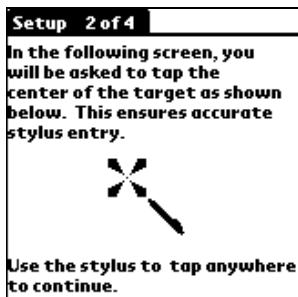 Setup 2 of 4
In the following screen, you
will be asked to tap the
center of the target as shown
below. This ensures accurate
stylus entry.
Use the stylus to tap anywhere
to continue.